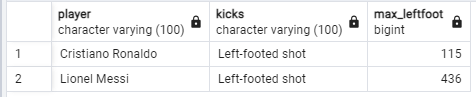 player kicks max_leftfoot
character varying (100) character varying (100) bigint
1 Cristiano Ronaldo Left-footed shot 115
2 Lionel Messi Left-footed shot 436